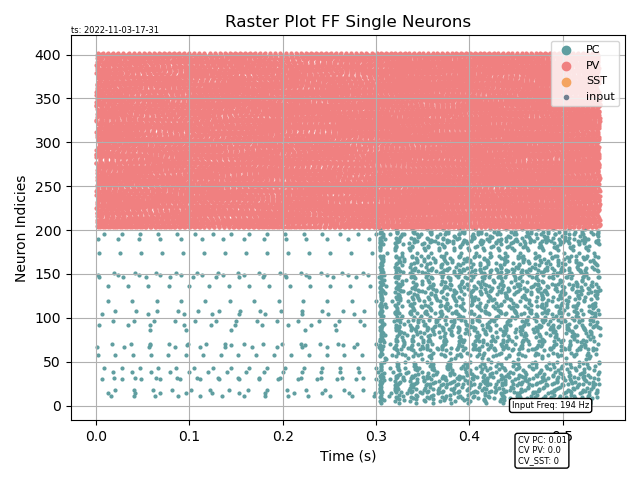 Raster Plot FF Single Neurons
ts: 2022-11-03-17-31
400
350
300
250
200
150
100
50
0
Neuron Indicies
PC
PV
SST
input
Input Freq: 194 Hz
0.0 0.1 0.2 0.3 0.4 0.5
Time (s)
CV PC: 0.01
CV PV: 0.0
CV_SST: 0